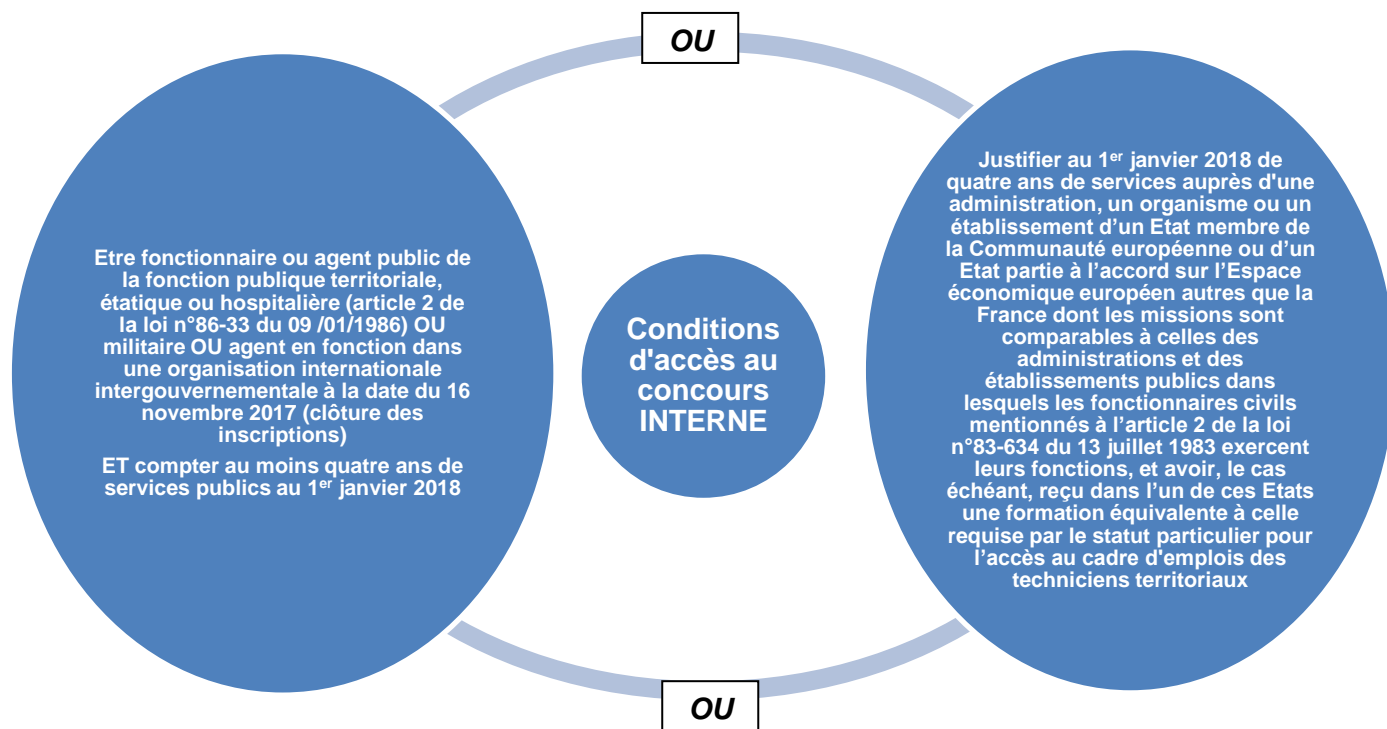 OU
Etre fonctionnaire ou agent public de
la fonction publique territoriale,
étatique ou hospitalière (article 2 de
la loi n°86-33 du 09 /01/1986) OU
militaire OU agent en fonction dans
une organisation internationale
intergouvernementale à la date du 16
novembre 2017 (clôture des
inscriptions)
ET compter au moins quatre ans de
services publics au 1er janvier 2018
Conditions
d'accès au
concours
INTERNE
Justifier au 1er janvier 2018 de
quatre ans de services auprès d'une
administration, un organisme ou un
établissement d’un Etat membre de
la Communauté européenne ou d’un
Etat partie à l’accord sur l’Espace
économique européen autres que la
France dont les missions sont
comparables à celles des
administrations et des
établissements publics dans
lesquels les fonctionnaires civils
mentionnés à l’article 2 de la loi
n°83-634 du 13 juillet 1983 exercent
leurs fonctions, et avoir, le cas
échéant, reçu dans l’un de ces Etats
une formation équivalente à celle
requise par le statut particulier pour
l’accès au cadre d'emplois des
techniciens territoriaux
OU